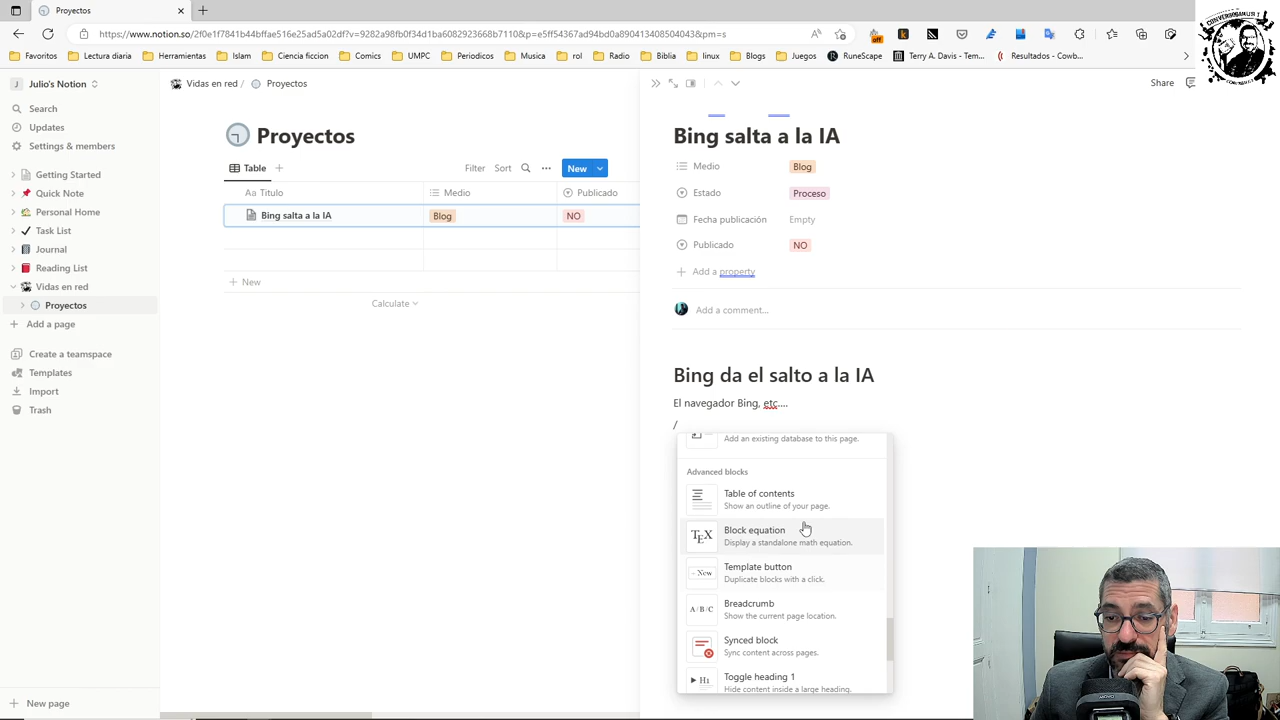 Proyectos
https://www.notion.so/2f0e1f7841b44bffae516e25ad5a02df?v=9282a98fb0f34d1ba6082923668b7110&p=e5ff54367ad94bd0a890413408504043&pm=s
Favoritos
Lectura diaria
Herramientas
Islam
Ciencia ficcion
Comics
UMPC
Periodicos
Musica
rol
Radio
Biblia
linux
Blogs
Juegos
RuneScape
Terry A. Davis - Tem...
Resultados - Cowb...
J Julio's Notion
Search
Updates
Settings & members
Getting Started
Quick Note
Personal Home
Task List
Journal
Reading List
Vidas en red
Proyectos
Add a page
Create a teamspace
Templates
Import
Trash
New page
Vidas en red / Proyectos
Proyectos
Table
Filter Sort ••• New
Aa Titulo Medio Publicado
Bing salta a la IA Blog NO
+ New
Calculate
Share
Bing salta a la IA
Medio Blog
Estado Proceso
Fecha publicación Empty
Publicado NO
Add a property
Add a comment...
Bing da el salto a la IA
El navegador Bing, etc....
/
Add an existing database to this page.
Advanced blocks
Table of contents
Show an outline of your page.
TEX
Block equation
Display a standalone math equation.
+ New
Template button
Duplicate blocks with a click.
A / B / C
Breadcrumb
Show the current page location.
Synced block
Sync content across pages.
H1
Toggle heading 1
Hide content inside a large heading.